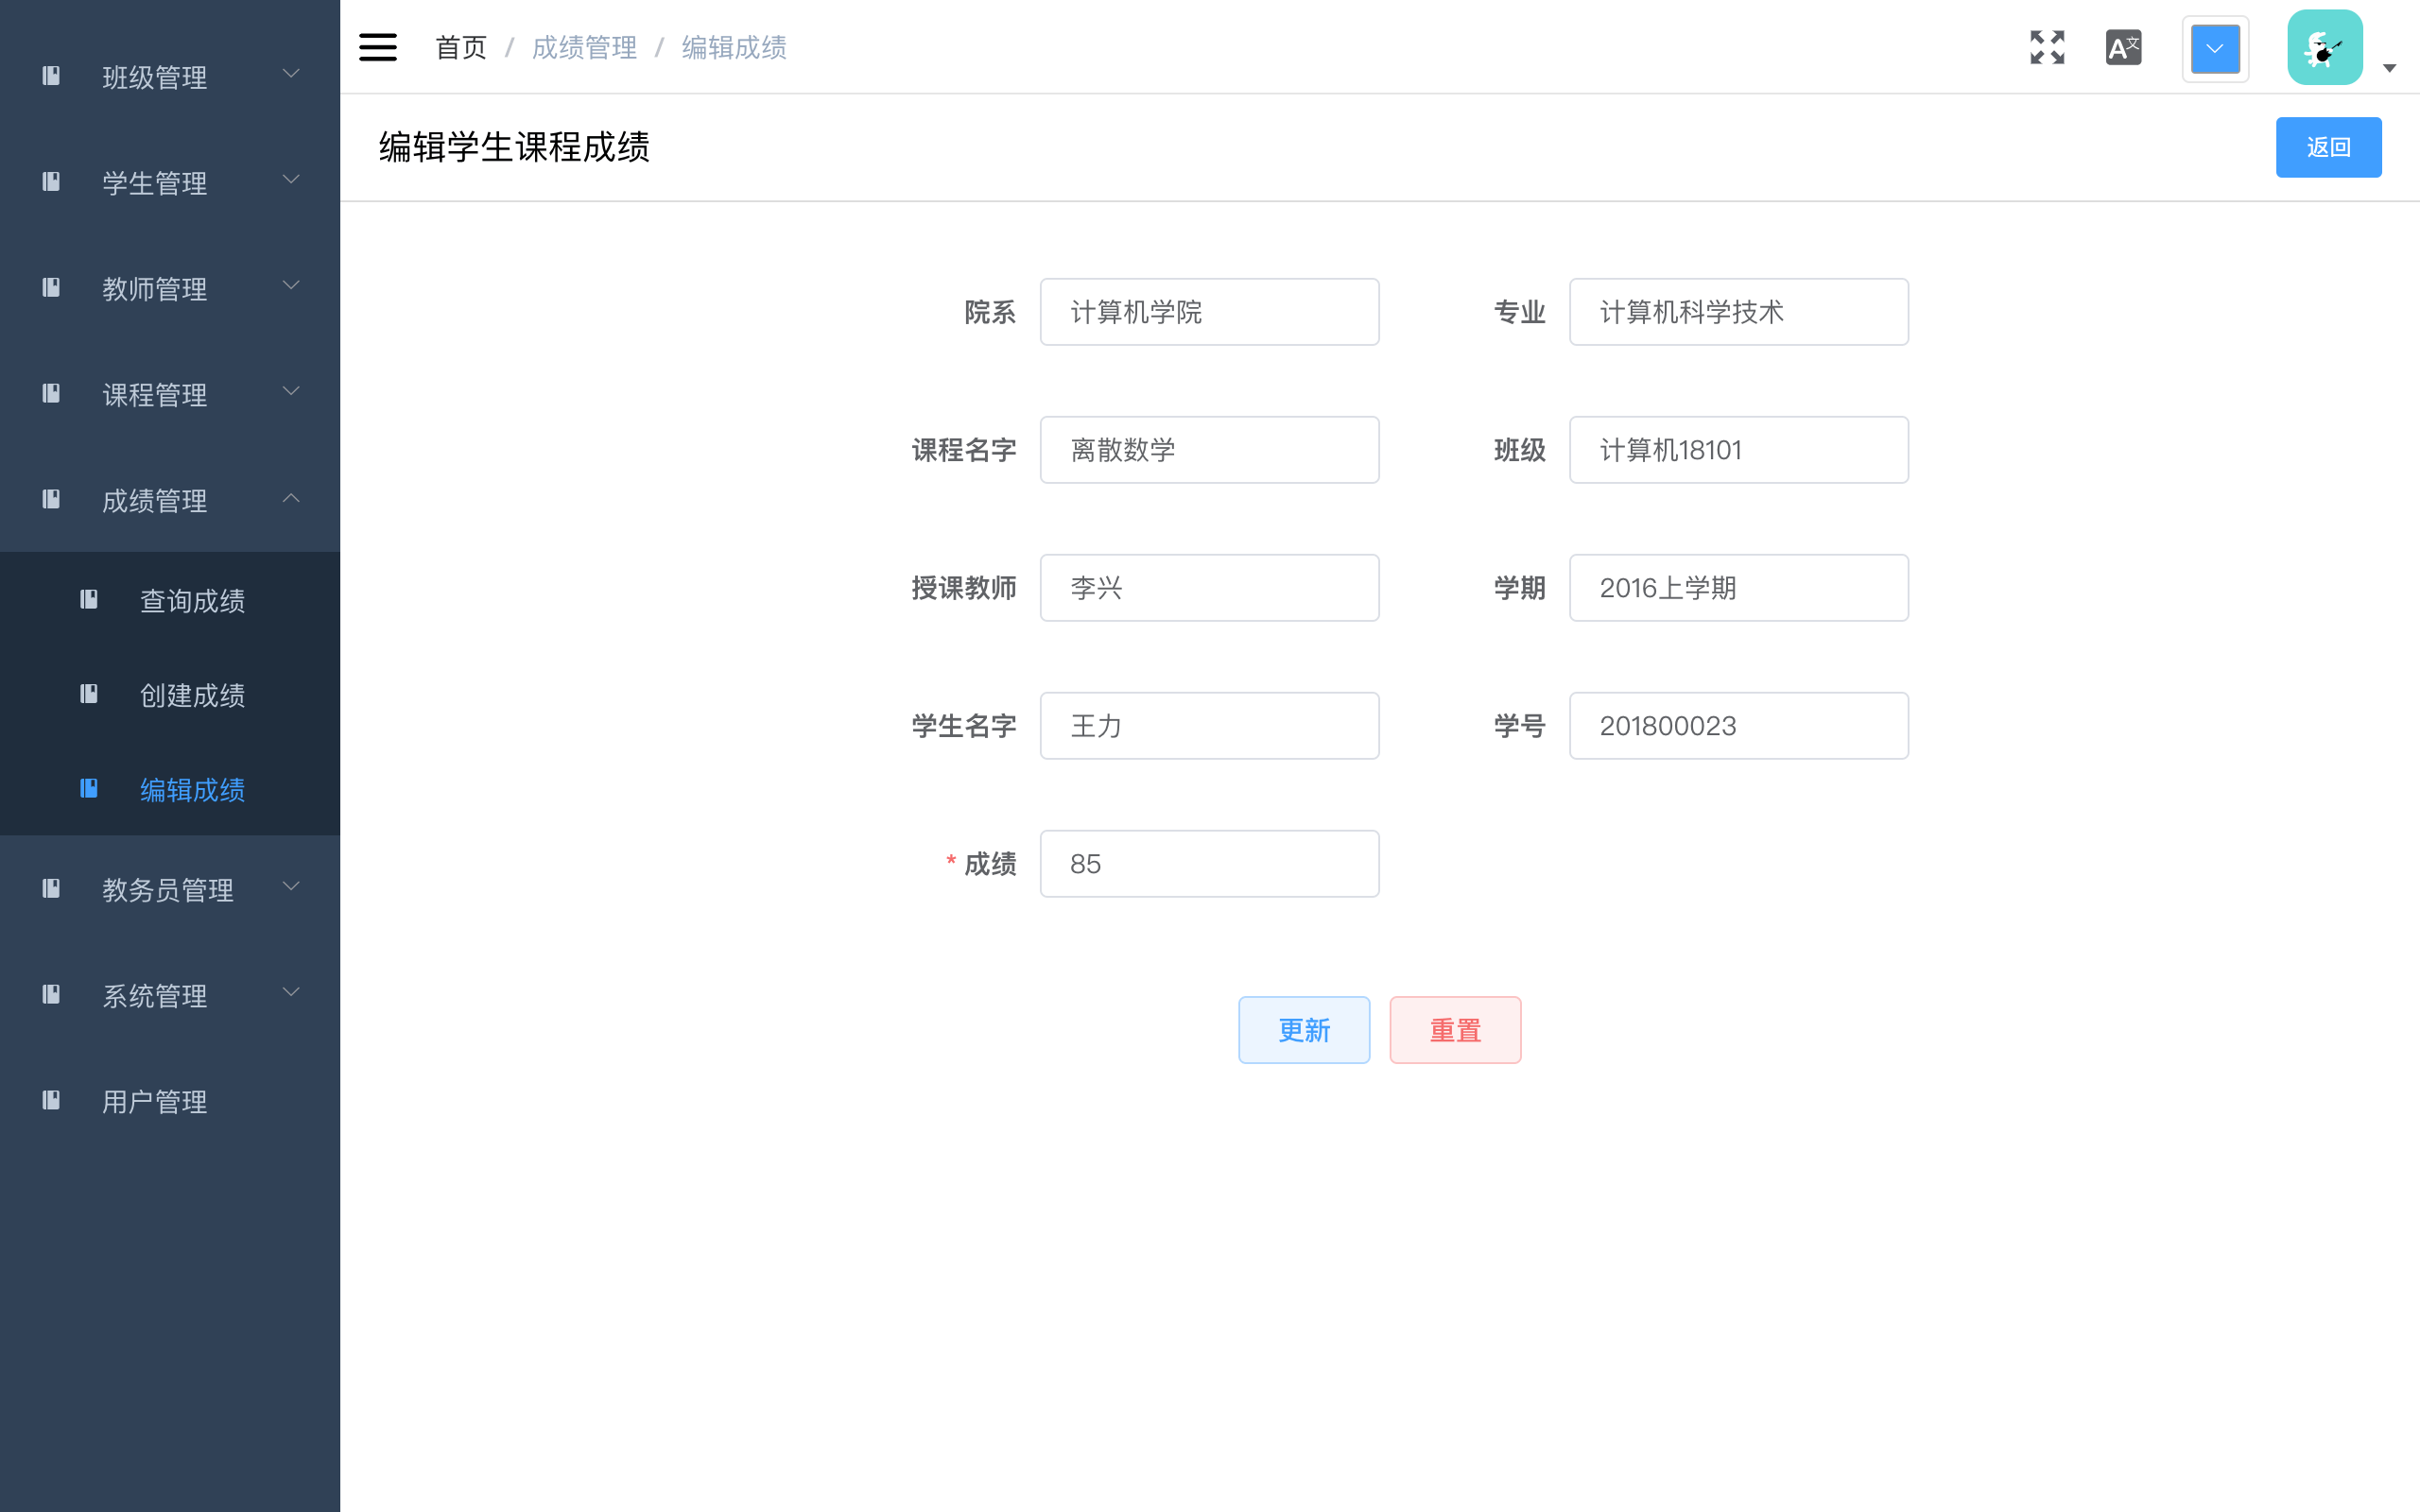 班级管理
学生管理
教师管理
课程管理
成绩管理
查询成绩
创建成绩
编辑成绩
教务员管理
系统管理
用户管理
首页 / 成绩管理 / 编辑成绩
A文
编辑学生课程成绩
返回
院系 计算机学院 专业 计算机科学技术
课程名字 离散数学 班级 计算机18101
授课教师 李兴 学期 2016上学期
学生名字 王力 学号 201800023
* 成绩 85
更新 重置